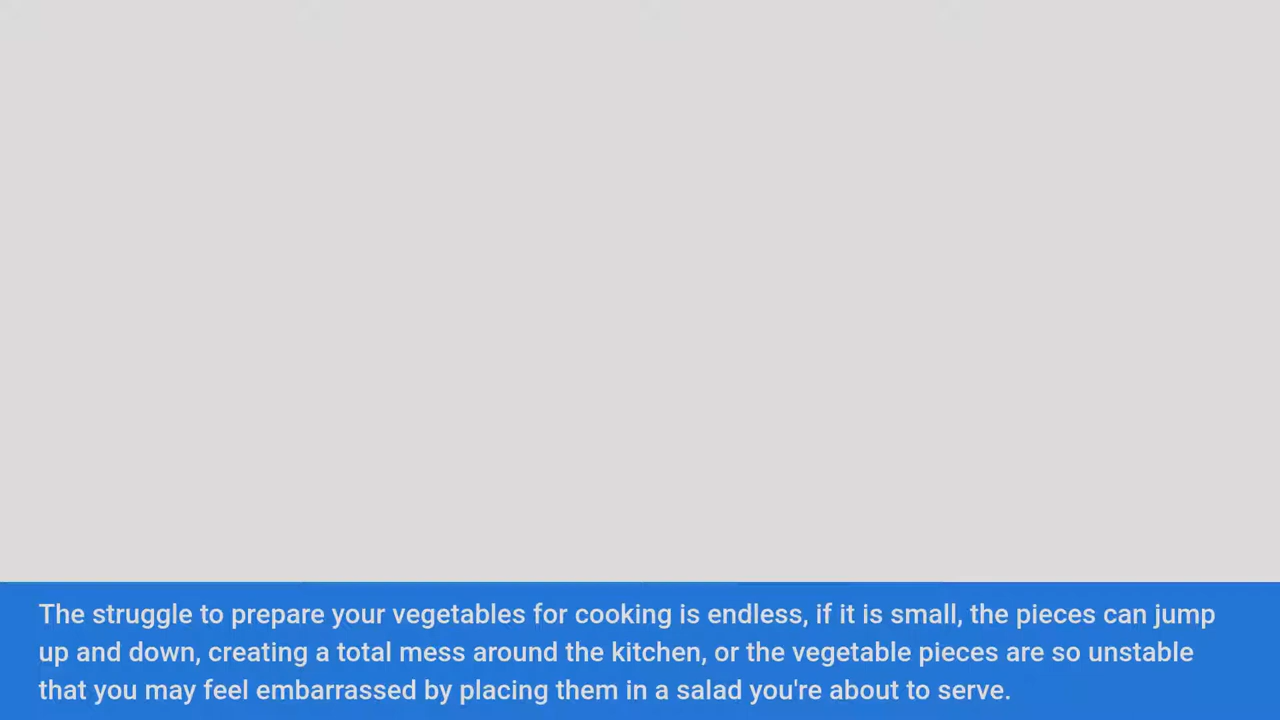 The struggle to prepare your vegetables for cooking is endless, if it is small, the pieces can jump
up and down, creating a total mess around the kitchen, or the vegetable pieces are so unstable
that you may feel embarrassed by placing them in a salad you're about to serve.